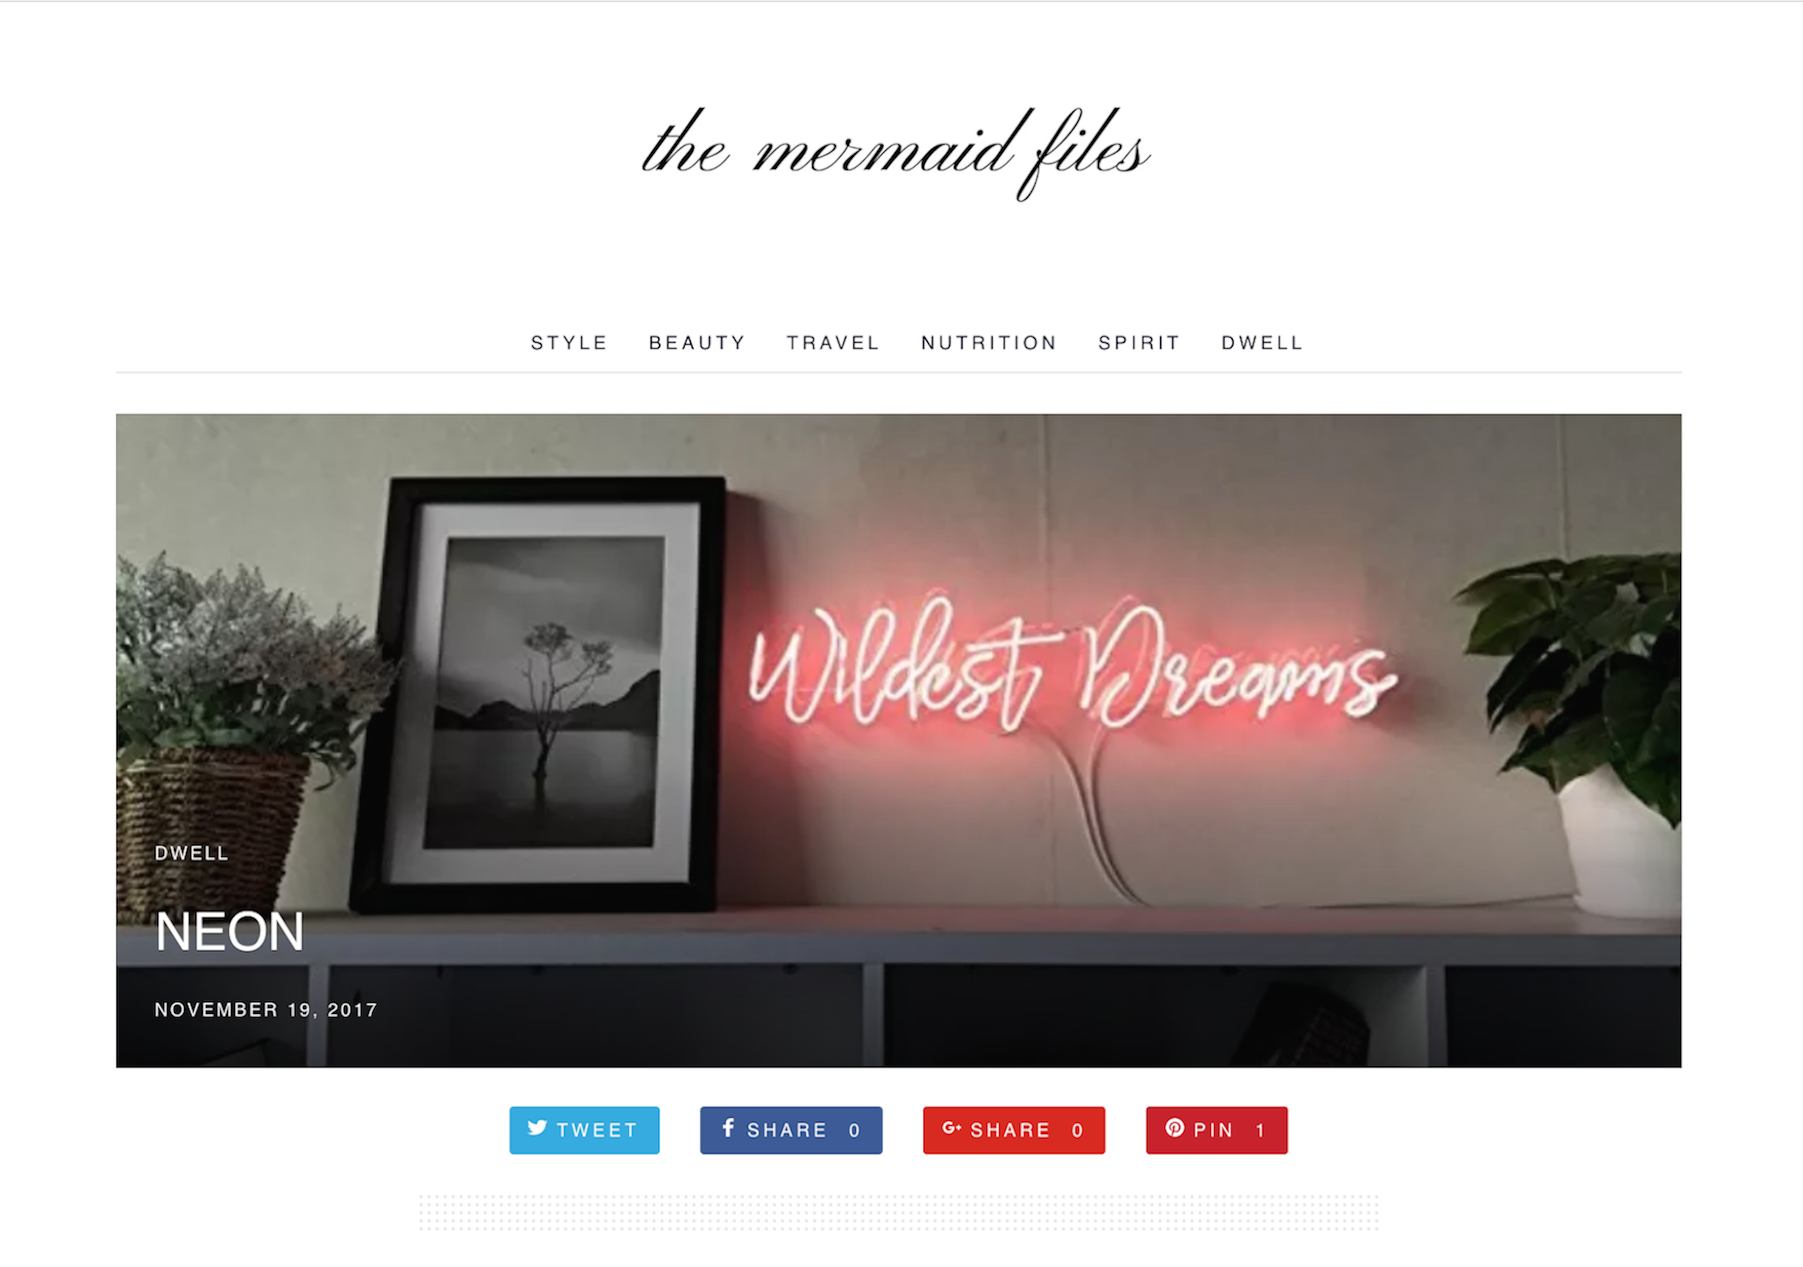 the mermaid files
STYLE BEAUTY TRAVEL NUTRITION SPIRIT DWELL
Wildest Dreams
DWELL
NEON
NOVEMBER 19, 2017
TWEET
SHARE 0
G+ SHARE 0
PIN 1